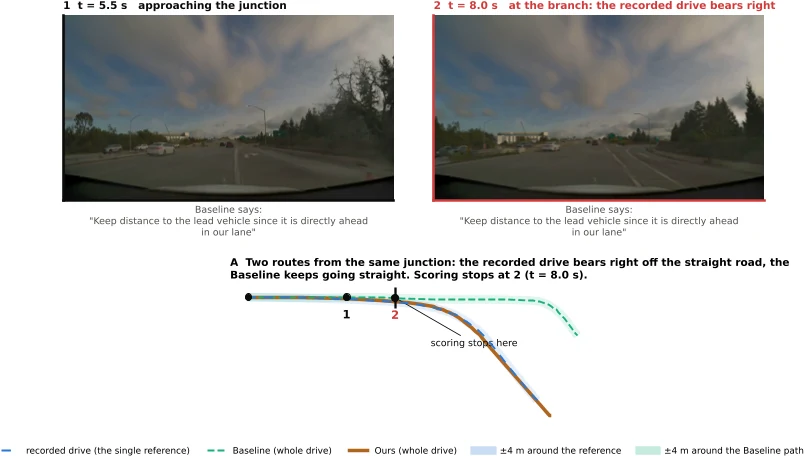 1 t = 5.5 s approaching the junction
2 t = 8.0 s at the branch: the recorded drive bears right
Baseline says:
"Keep distance to the lead vehicle since it is directly ahead
in our lane"
Baseline says:
"Keep distance to the lead vehicle since it is directly ahead
in our lane"
A Two routes from the same junction: the recorded drive bears right off the straight road, the
Baseline keeps going straight. Scoring stops at 2 (t = 8.0 s).
1
2
scoring stops here
recorded drive (the single reference)
Baseline (whole drive)
Ours (whole drive)
±4 m around the reference
±4 m around the Baseline path